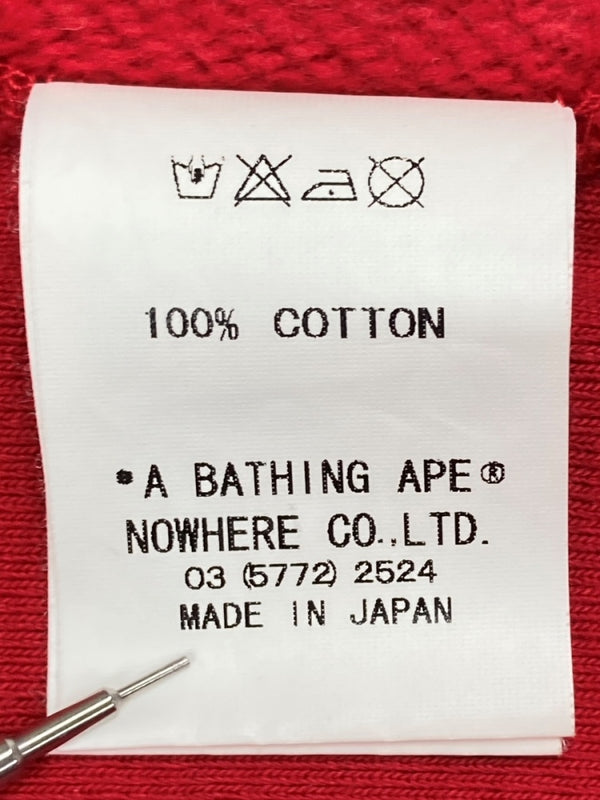 100% COTTON
•A BATHING APE®
NOWHERE CO.,LTD.
03 (5772) 2524
MADE IN JAPAN